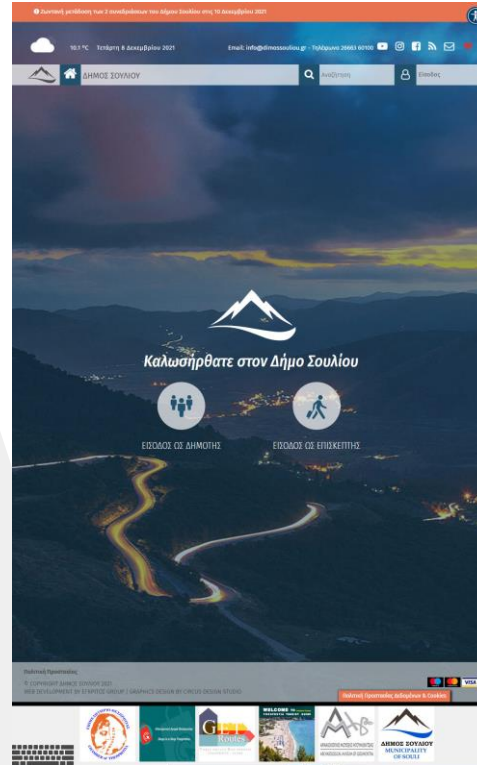 Ζωντανή μετάδοση των 2 συνεδριάσεων του Δήμου Σουλίου στις 10 Δεκεμβρίου 2021
10.1 °C Τετάρτη 8 Δεκεμβρίου 2021
Email: info@dimossouliou.gr - Τηλέφωνο 26663 60100
ΔΗΜΟΣ ΣΟΥΛΙΟΥ
Αναζήτηση
Είσοδος
Καλωσήρθατε στον Δήμο Σουλίου
ΕΙΣΟΔΟΣ ΩΣ ΔΗΜΟΤΗΣ
ΕΙΣΟΔΟΣ ΩΣ ΕΠΙΣΚΕΠΤΗΣ
Πολιτική Προστασίας
© COPYRIGHT ΔΗΜΟΣ ΣΟΥΛΙΟΥ 2021
WEB DEVELOPMENT BY ΕΓΚΡΙΤΟΣ GROUP | GRAPHICS DESIGN BY CIRCUS DESIGN STUDIO
VISA
Πολιτική Προστασίας Δεδομένων & Cookies
WELCOME
Routes
ΔΗΜΟΣ ΣΟΥΛΙΟΥ
MUNICIPALITY
OF SOULI